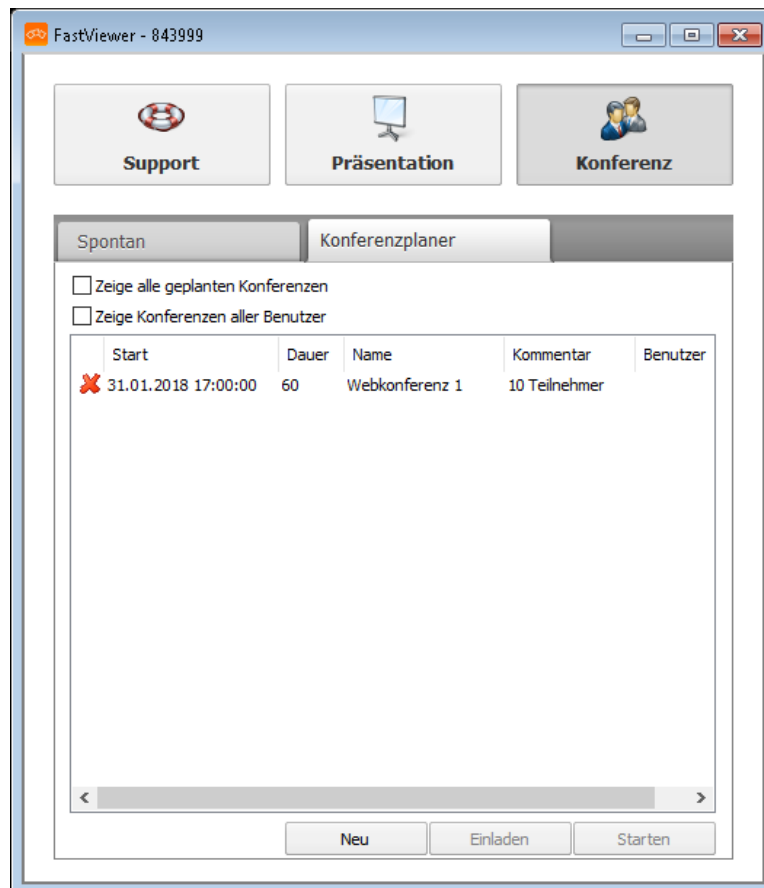 FastViewer - 843999
Support Präsentation Konferenz
Spontan Konferenzplaner
Zeige alle geplanten Konferenzen
Zeige Konferenzen aller Benutzer
Start Dauer Name Kommentar Benutzer
31.01.2018 17:00:00 60 Webkonferenz 1 10 Teilnehmer
Neu Einladen Starten